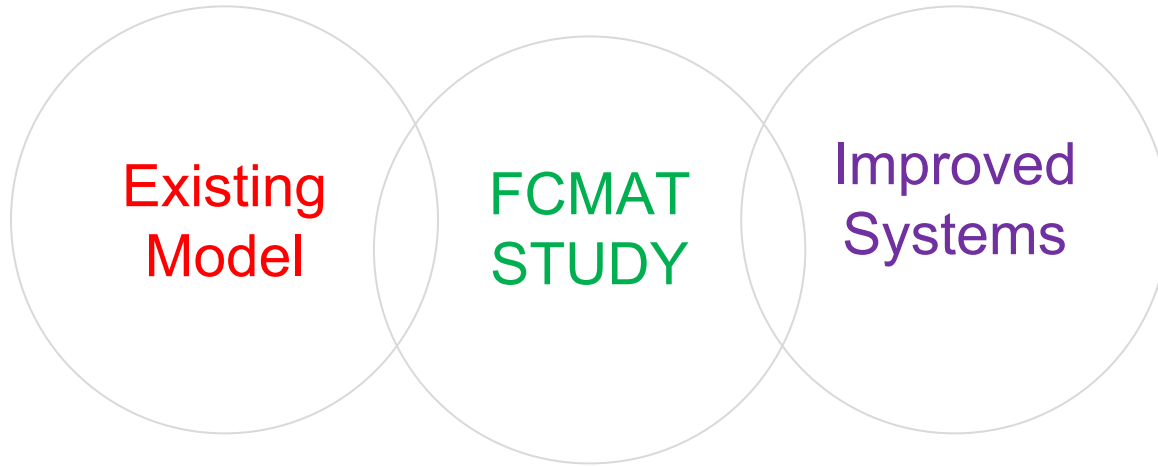 Existing
Model
FCMAT
STUDY
Improved
Systems